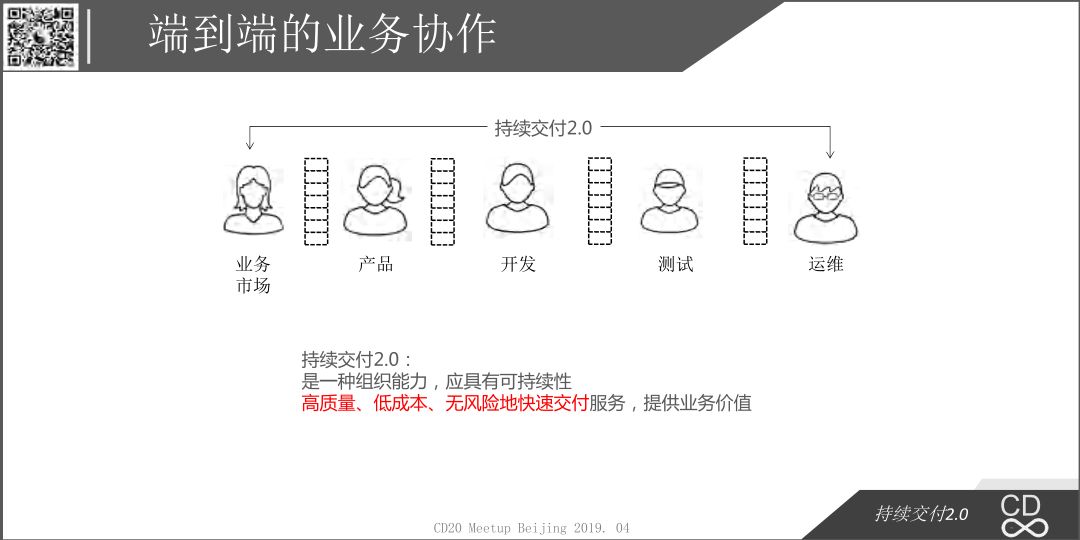 端到端的业务协作
持续交付2.0
业务
市场
产品
开发
测试
运维
持续交付2.0：
是一种组织能力，应具有可持续性
高质量、低成本、无风险地快速交付服务，提供业务价值
CD20 Meetup Beijing 2019. 04
持续交付2.0
CD